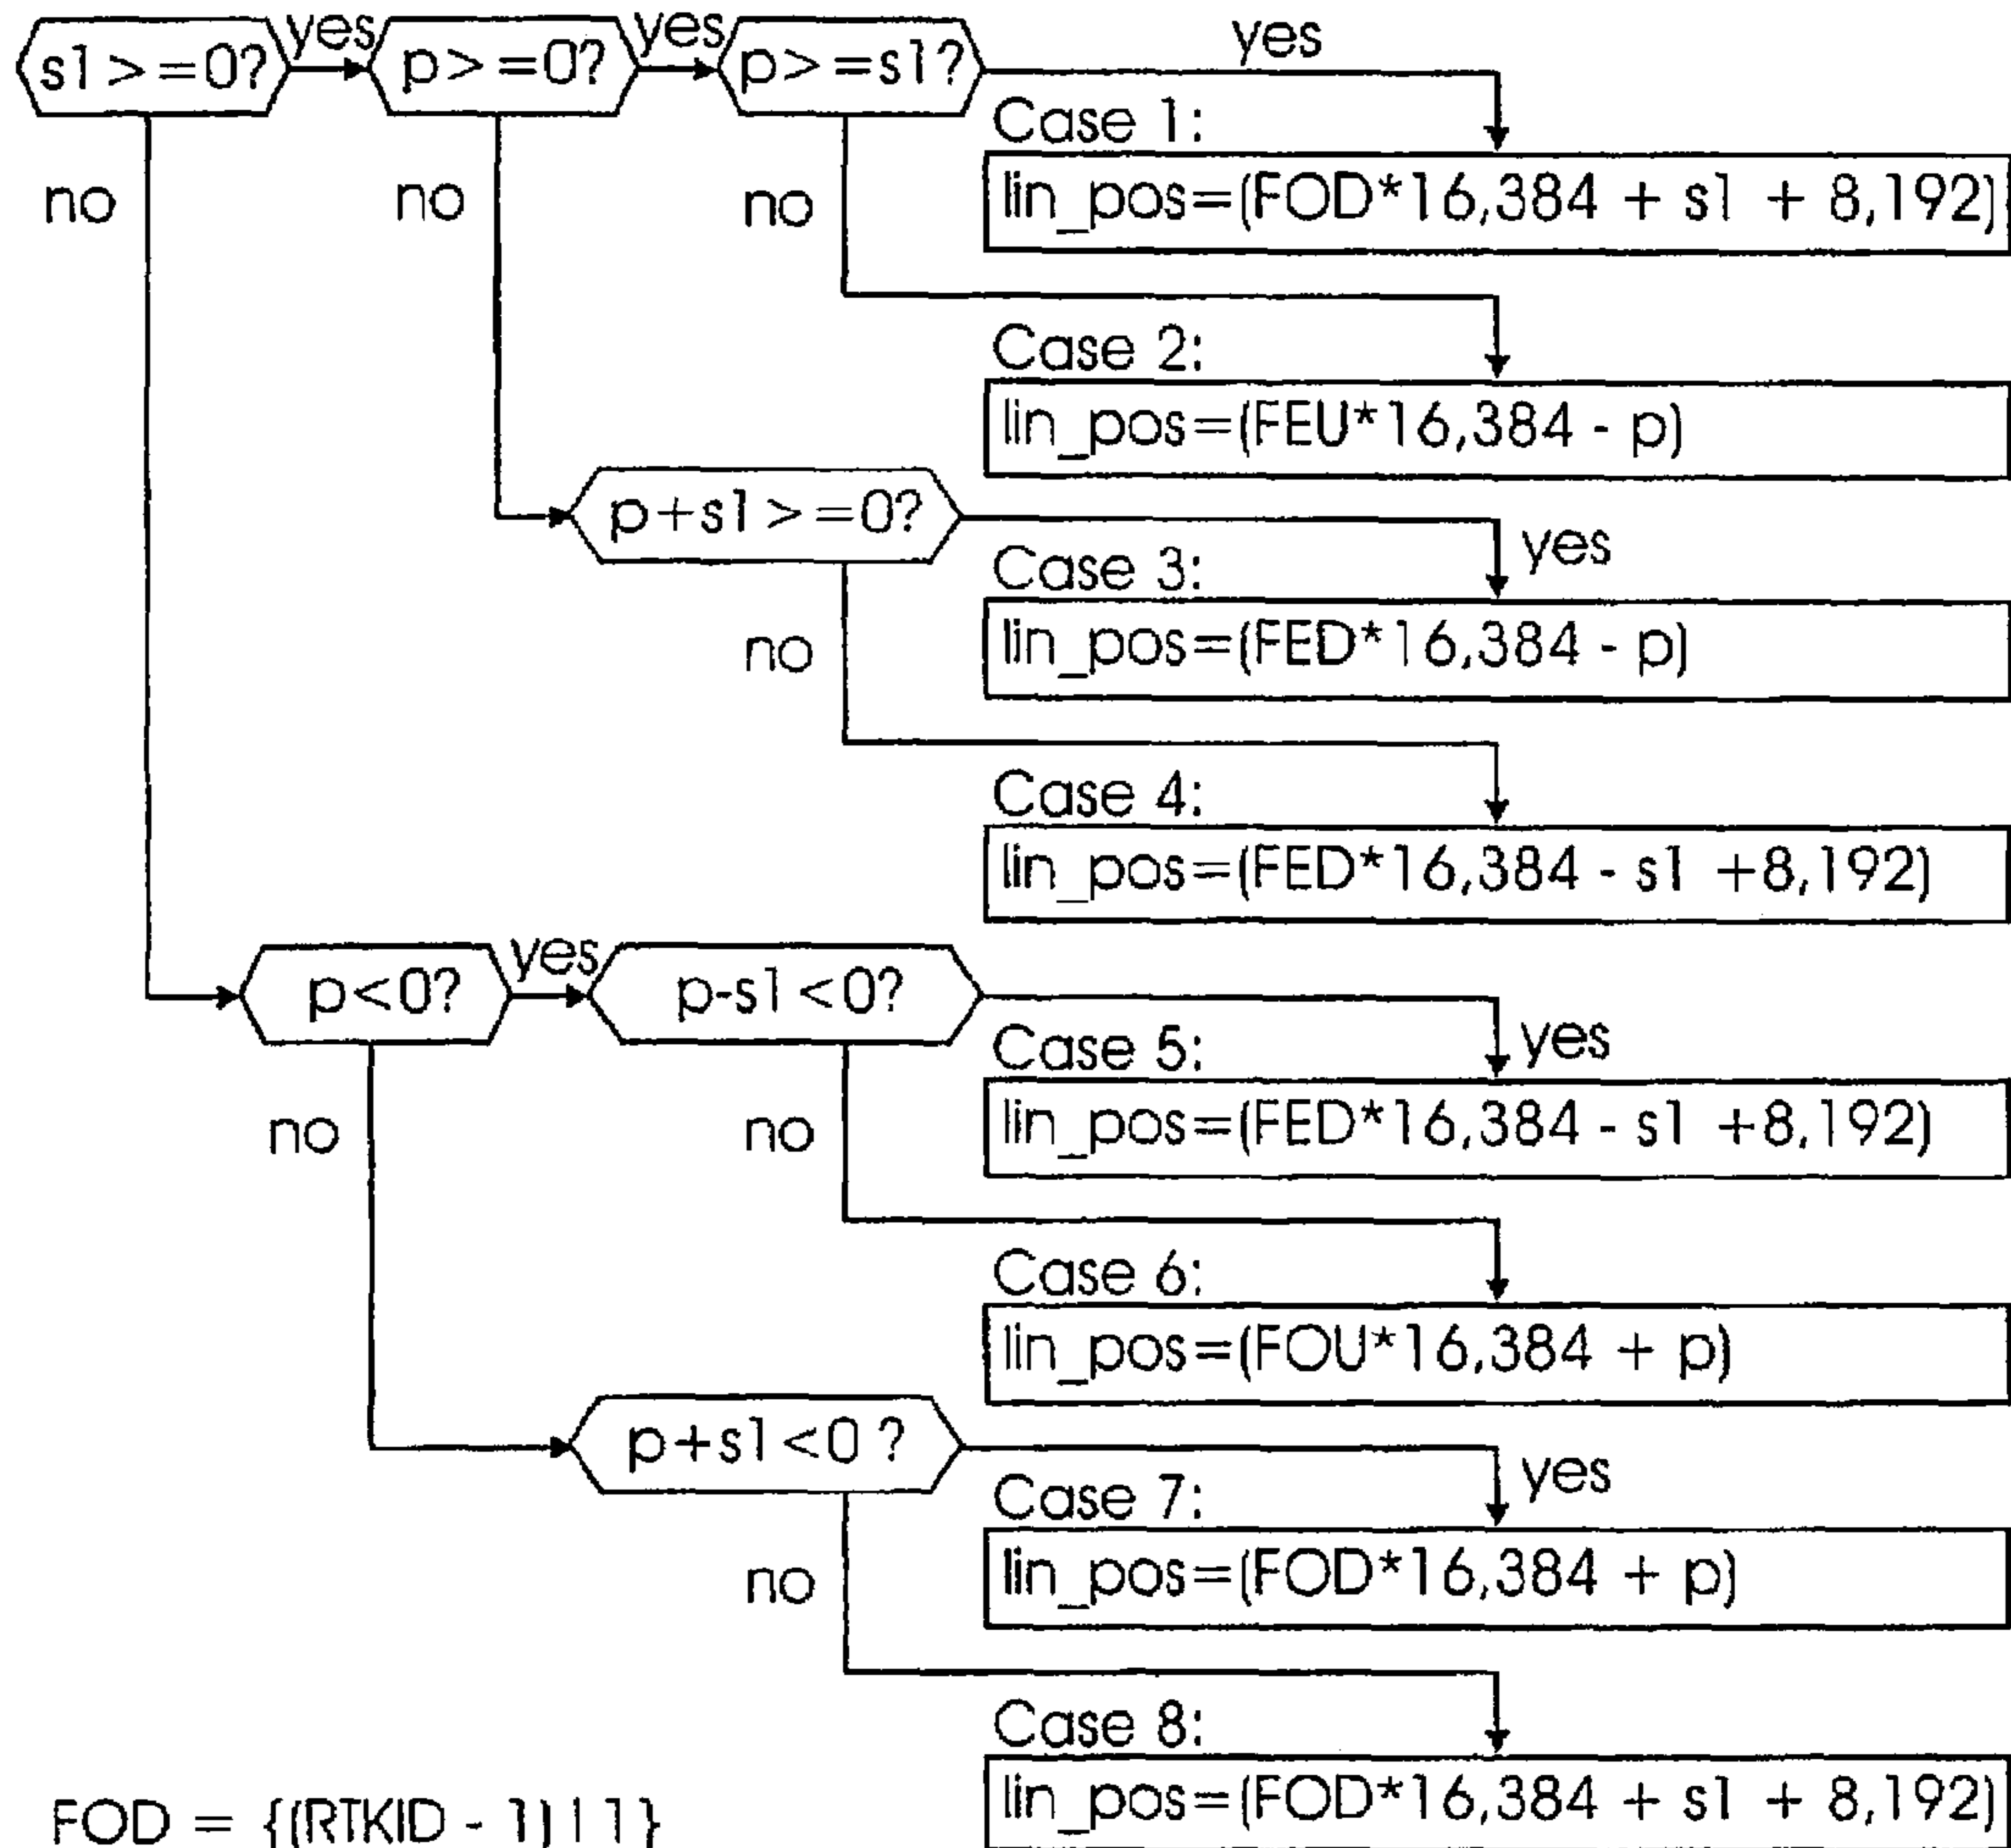 s1>=0? yes p>=0? yes p>=s1? yes
Case 1:
no no no lin_pos=(FOD*16,384 + s1 + 8,192)
Case 2:
lin_pos=(FEU*16,384 - p)
p+s1>=0? yes
Case 3:
no lin_pos=(FED*16,384 - p)
Case 4:
lin_pos=(FED*16,384 - s1 +8,192)
p<0? yes p-s1<0? yes
Case 5:
no no lin_pos=(FED*16,384 - s1 +8,192)
Case 6:
lin_pos=(FOU*16,384 + p)
p+s1<0 ? yes
Case 7:
no lin_pos=(FOD*16,384 + p)
Case 8:
FOD = {(RTKID - 1) | 1} lin_pos=(FOD*16,384 + s1 + 8,192)